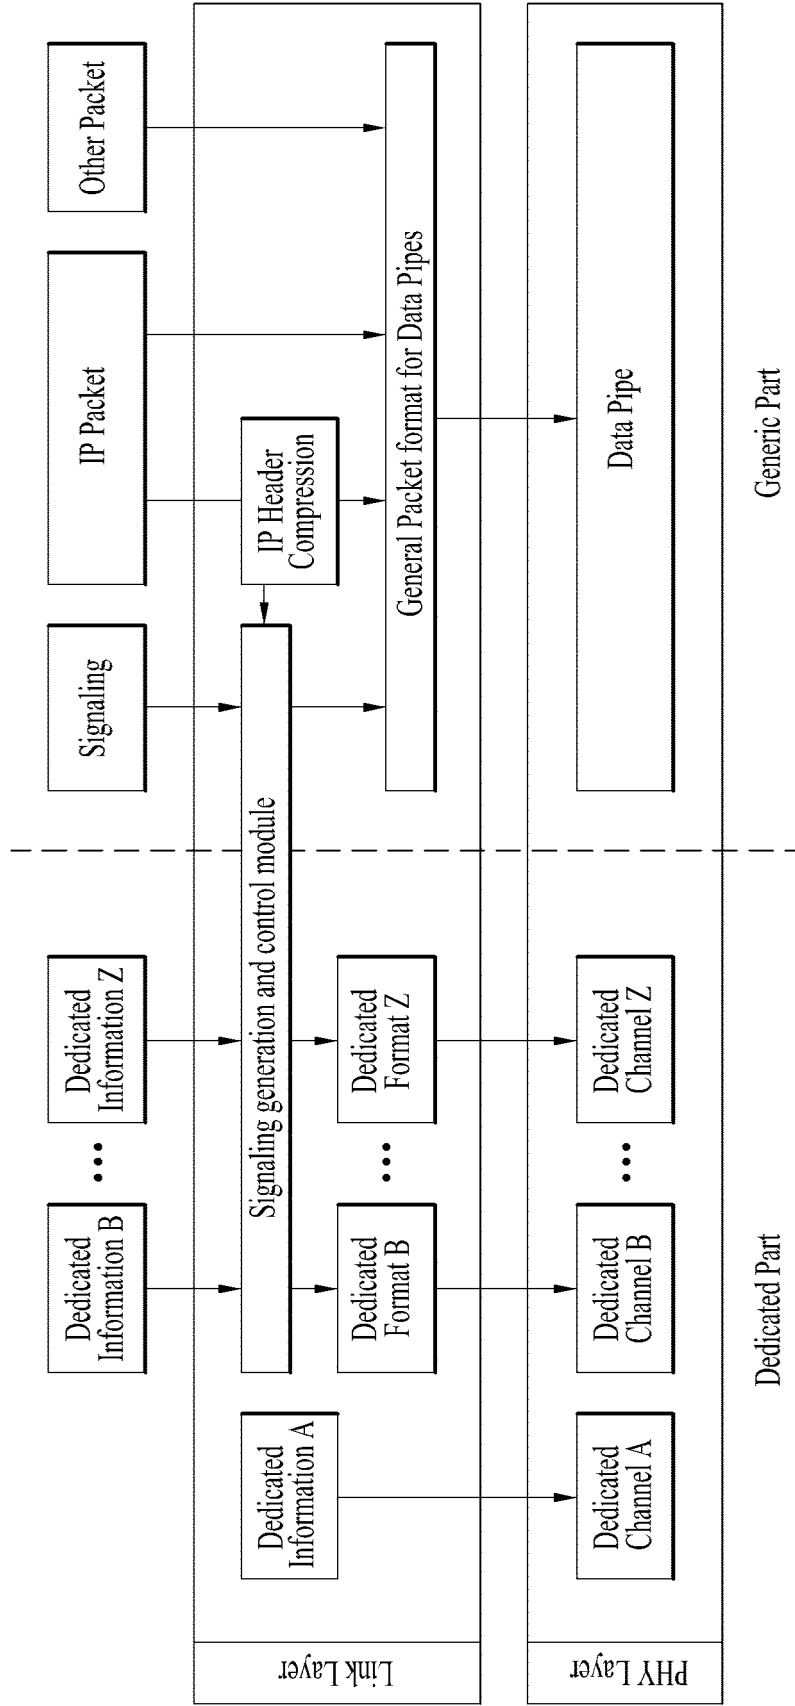 Dedicated
Information B
Dedicated
Information Z
Signaling
IP Packet
Other Packet
Link Layer
Dedicated
Information A
Signaling generation and control module
IP Header
Compression
Dedicated
Format B
Dedicated
Format Z
General Packet format for Data Pipes
PHY Layer
Dedicated
Channel A
Dedicated
Channel B
Dedicated
Channel Z
Data Pipe
Dedicated Part
Generic Part